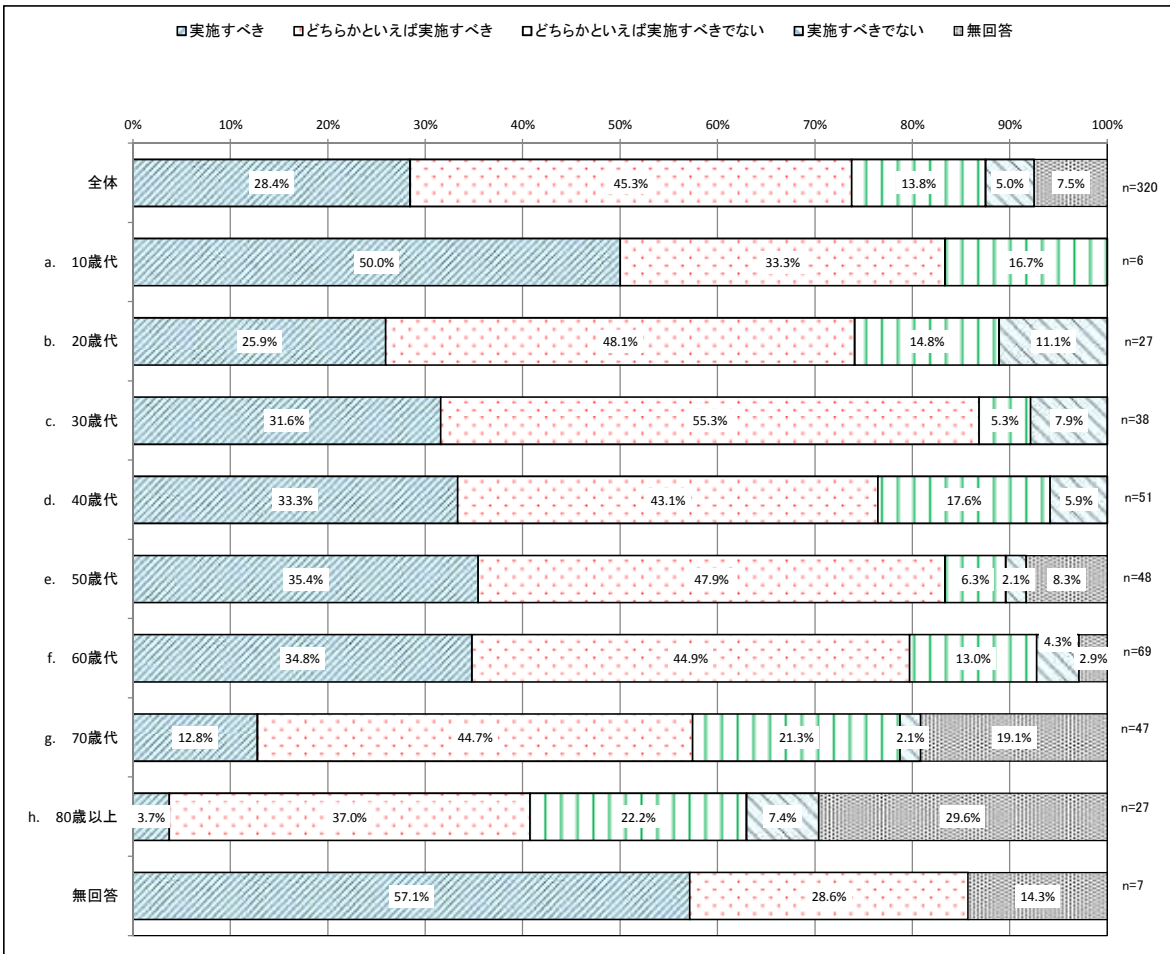 実施すべき どちらかといえば実施すべき どちらかといえば実施すべきでない 実施すべきでない 無回答
0% 10% 20% 30% 40% 50% 60% 70% 80% 90% 100%
全体 28.4% 45.3% 13.8% 5.0% 7.5% n=320
a. 10歳代 50.0% 33.3% 16.7% n=6
b. 20歳代 25.9% 48.1% 14.8% 11.1% n=27
c. 30歳代 31.6% 55.3% 5.3% 7.9% n=38
d. 40歳代 33.3% 43.1% 17.6% 5.9% n=51
e. 50歳代 35.4% 47.9% 6.3% 2.1% 8.3% n=48
f. 60歳代 34.8% 44.9% 13.0% 4.3% 2.9% n=69
g. 70歳代 12.8% 44.7% 21.3% 2.1% 19.1% n=47
h. 80歳以上 3.7% 37.0% 22.2% 7.4% 29.6% n=27
無回答 57.1% 28.6% 14.3% n=7